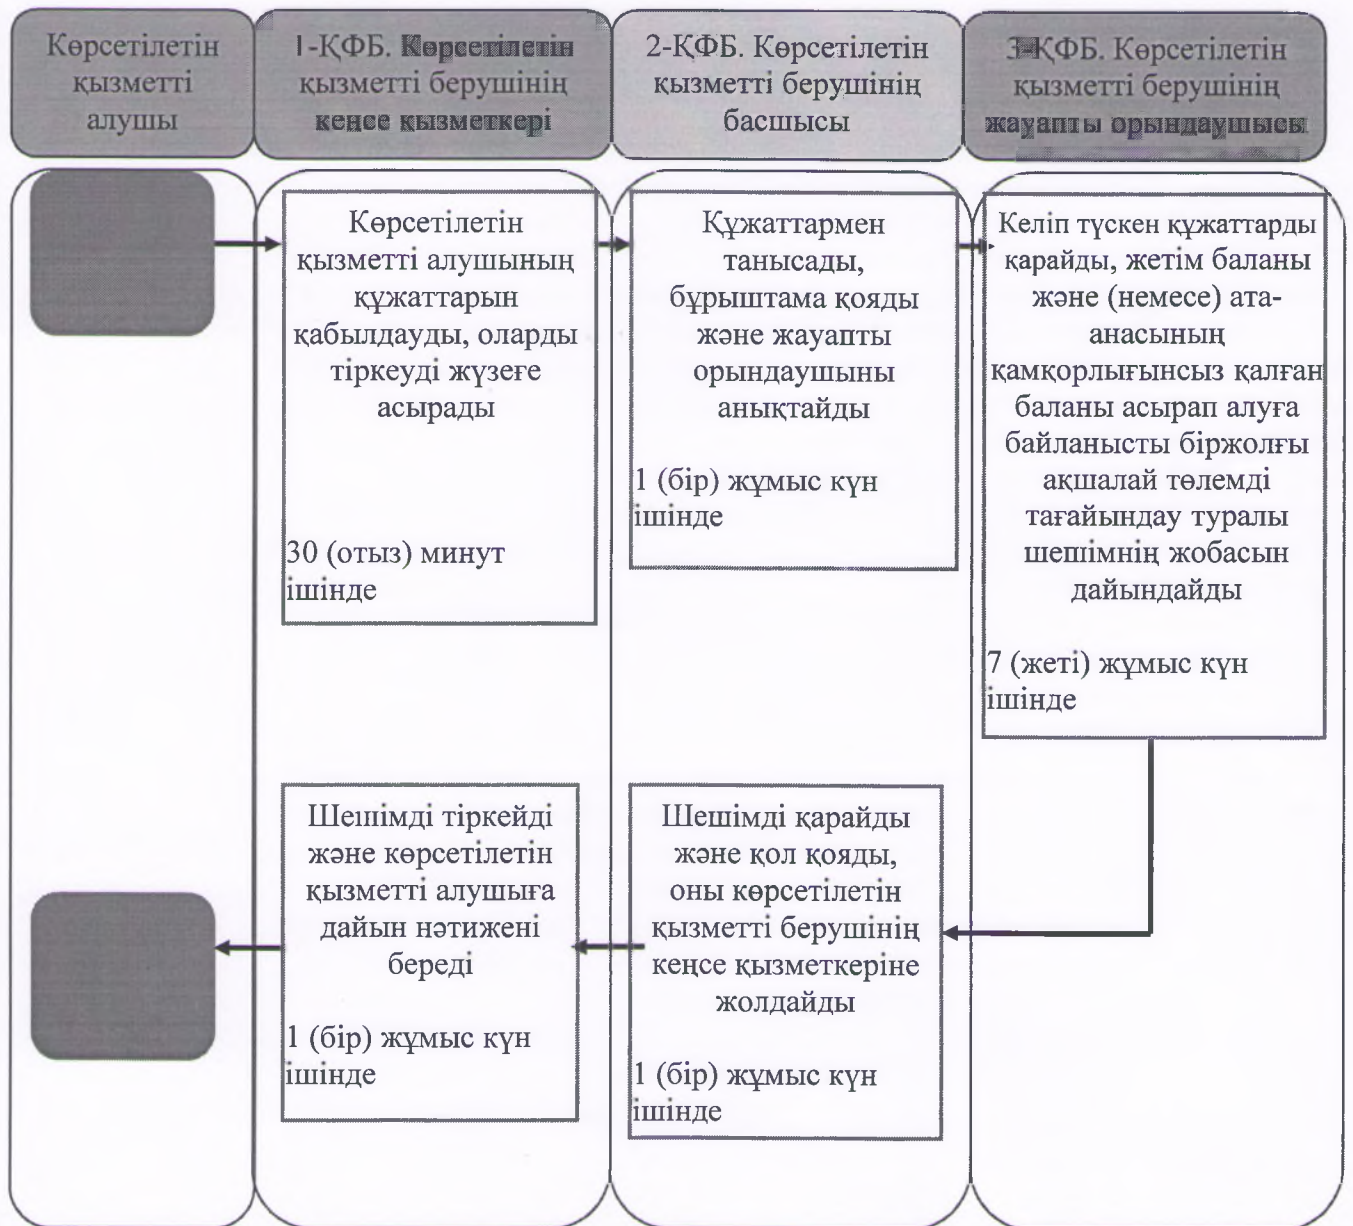 Көрсетілетін
қызметті
алушы
1-ҚФБ. Көрсетілетін
қызметті берушінің
кеңсе қызметкері
2-ҚФБ. Көрсетілетін
қызметті берушінің
басшысы
3-ҚФБ. Көрсетілетін
қызметті берушінің
жауапты орындаушысы
Көрсетілетін
қызметті алушының
құжаттарын
қабылдауды, оларды
тіркеуді жүзеге
асырады
30 (отыз) минут
ішінде
Құжаттармен
танысады,
бұрыштама қояды
және жауапты
орындаушыны
анықтайды
1 (бір) жұмыс күн
ішінде
Келіп түскен құжаттарды
қарайды, жетім баланы
және (немесе) ата-
анасының
қамқорлығынсыз қалған
баланы асырап алуға
байланысты біржолғы
ақшалай төлемді
тағайындау туралы
шешімнің жобасын
дайындайды
7 (жеті) жұмыс күн
ішінде
Шешімді тіркейді
және көрсетілетін
қызметті алушыға
дайын нәтижені
береді
1 (бір) жұмыс күн
ішінде
Шешімді қарайды
және қол қояды,
оны көрсетілетін
қызметті берушінің
кеңсе қызметкеріне
жолдайды
1 (бір) жұмыс күн
ішінде